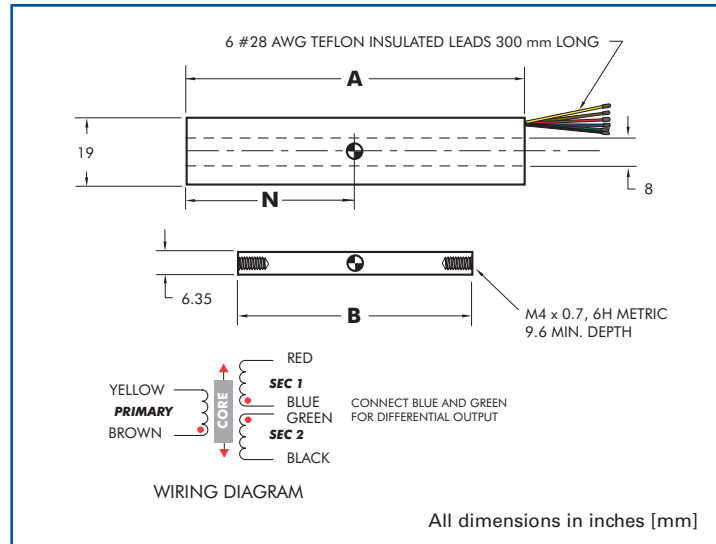 6 #28 AWG TEFLON INSULATED LEADS 300 mm LONG
A
19
N
8
6.35
B
M4 x 0.7, 6H METRIC
9.6 MIN. DEPTH
YELLOW
PRIMARY
BROWN
CORE
RED
SEC 1
BLUE
GREEN
SEC 2
BLACK
CONNECT BLUE AND GREEN
FOR DIFFERENTIAL OUTPUT
WIRING DIAGRAM
All dimensions in inches [mm]